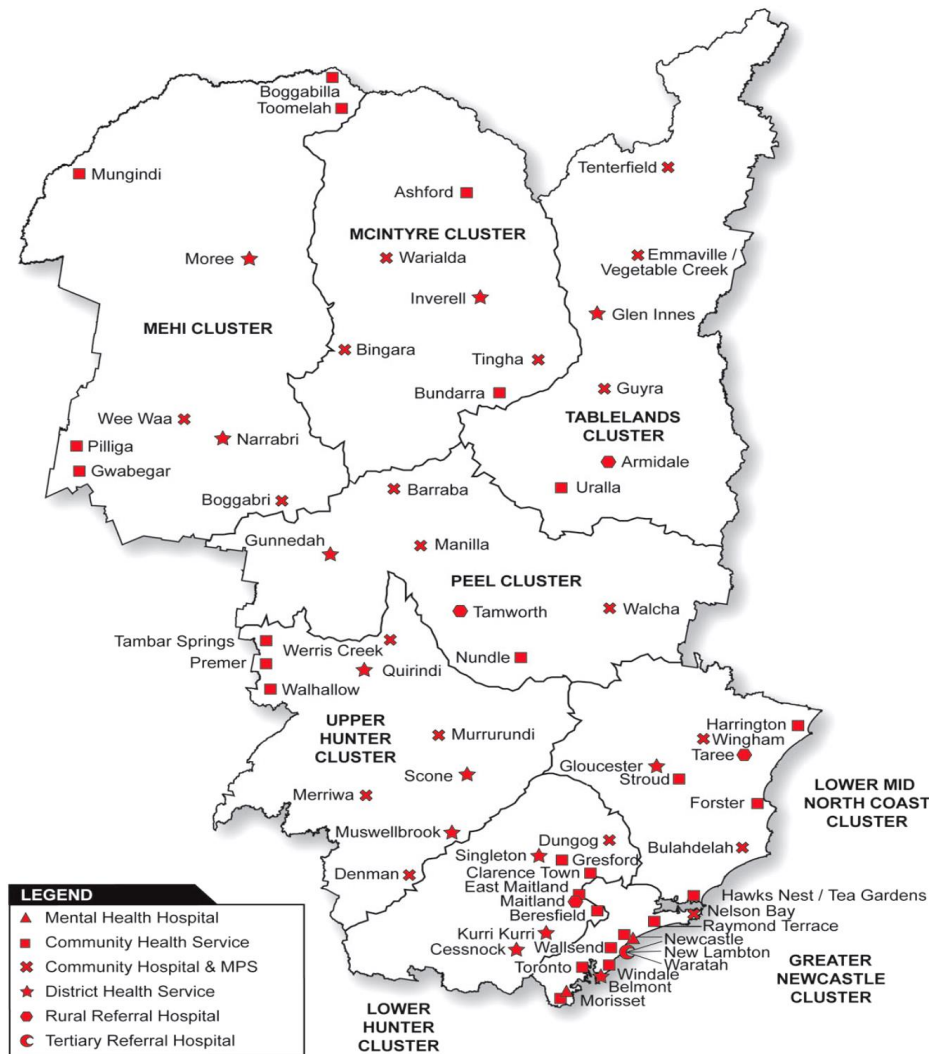 Boggabilla
Toomelah
Mungindi
Tenterfield
Ashford
MCINTYRE CLUSTER
Moree
Warialda
Emmaville /
Vegetable Creek
Inverell
Glen Innes
MEHI CLUSTER
Bingara
Tingha
Bundarra
Guyra
Wee Waa
Narrabri
TABLELANDS
CLUSTER
Pilliga
Gwabegar
Armidale
Uralla
Boggabri
Barraba
Gunnedah
Manilla
PEEL CLUSTER
Tamworth
Walcha
Tambar Springs
Werris Creek
Premer
Quirindi
Nundle
Walhallow
UPPER
HUNTER
CLUSTER
Murrurundi
Scone
Merriwa
Muswellbrook
Denman
Harrington
Wingham
Taree
Gloucester
Stroud
Forster
LOWER MID
NORTH COAST
CLUSTER
Bulahdelah
Dungog
Singleton
Gresford
Clarence Town
East Maitland
Maitland
Beresfield
Hawks Nest / Tea Gardens
Nelson Bay
Raymond Terrace
Kurri Kurri
Cessnock
Wallsend
Newcastle
New Lambton
Waratah
Toronto
Windale
Belmont
Morisset
GREATER
NEWCASTLE
CLUSTER
LOWER
HUNTER
CLUSTER
LEGEND
Mental Health Hospital
Community Health Service
Community Hospital & MPS
District Health Service
Rural Referral Hospital
Tertiary Referral Hospital